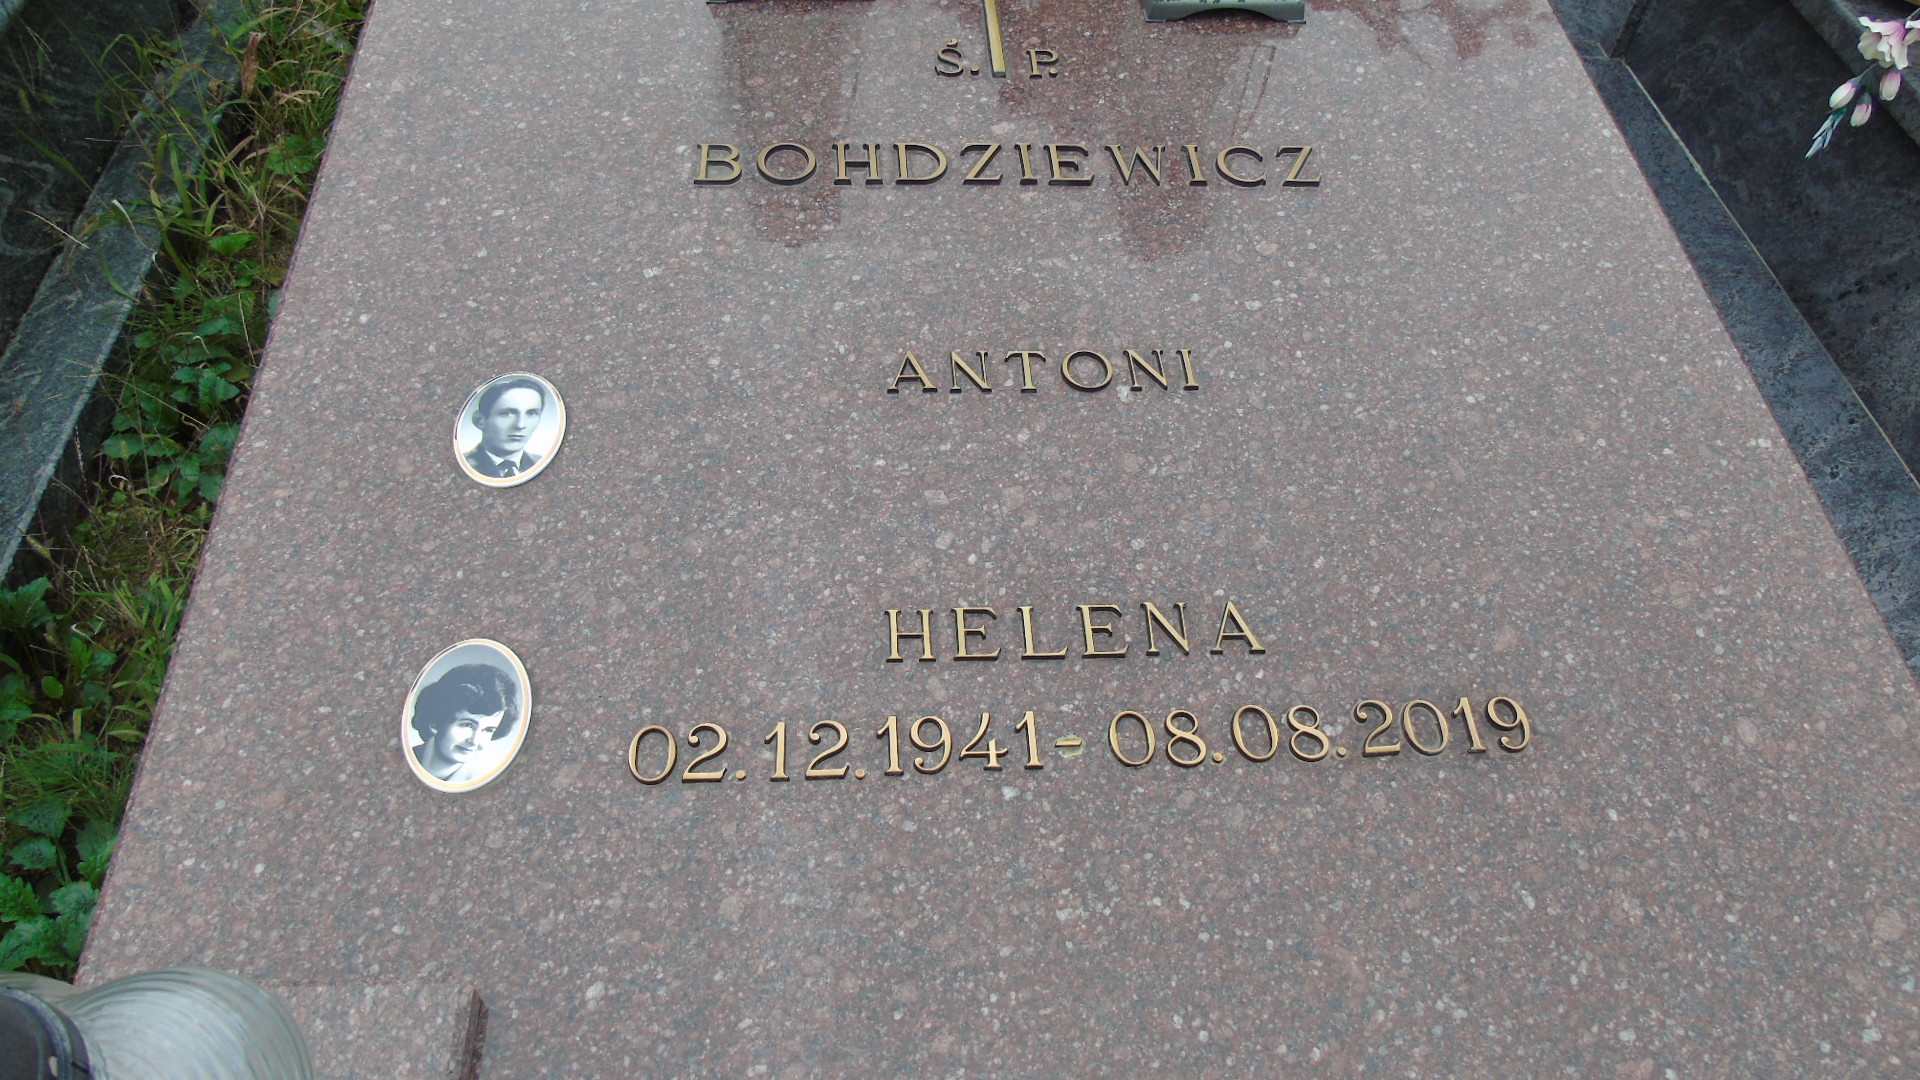 Ś. P.
BOHDZIEWICZ
ANTONI
HELENA
02.12.1941-08.08.2019